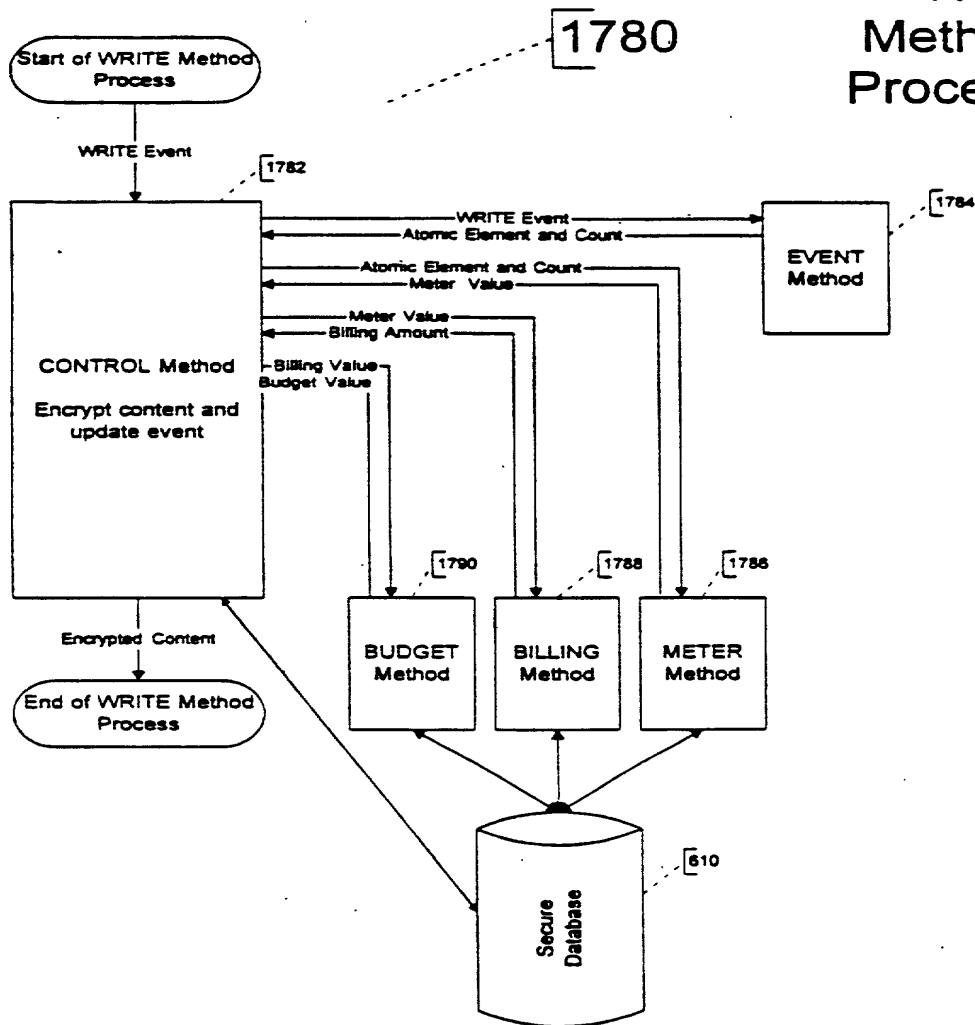 1780
Start of WRITE Method
Process
WRITE Event
1782
WRITE Event
Atomic Element and Count
1784
EVENT
Method
Atomic Element and Count
Meter Value
Meter Value
Billing Amount
CONTROL Method
Encrypt content and
update event
Billing Value
Budget Value
1790
1788
1786
BUDGET
Method
BILLING
Method
METER
Method
Encrypted Content
End of WRITE Method
Process
610
Secure
Database